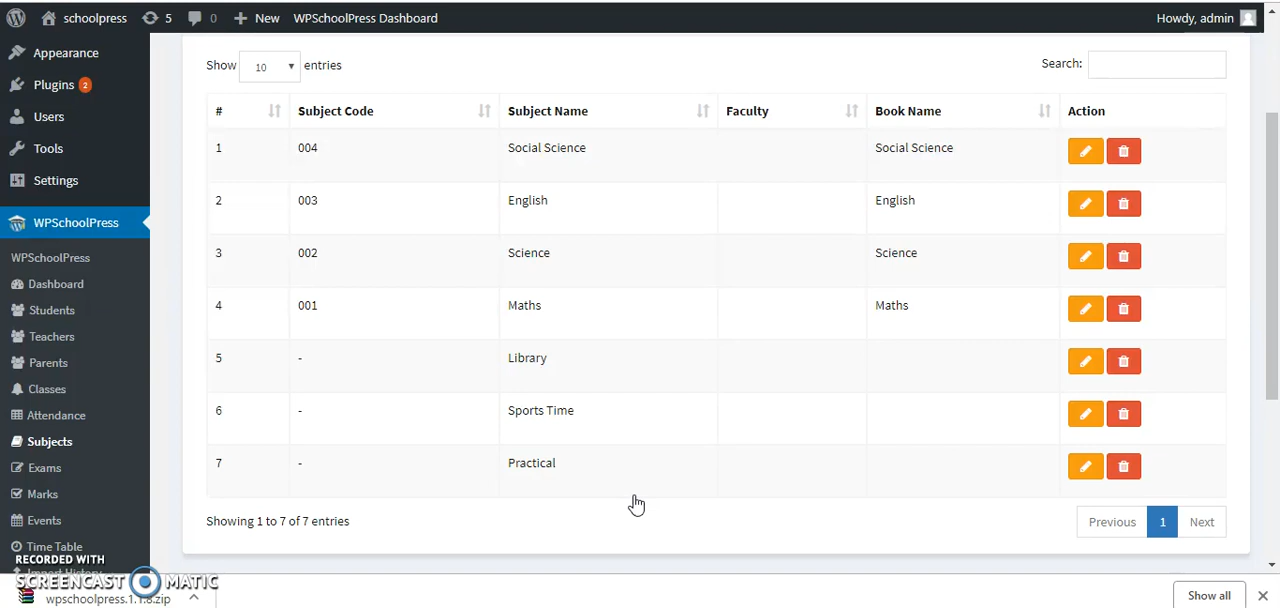 schoolpress 5 0 New WPSchoolPress Dashboard Howdy, admin
Appearance
Plugins 2
Users
Tools
Settings
WPSchoolPress
WPSchoolPress
Dashboard
Students
Teachers
Parents
Classes
Attendance
Subjects
Exams
Marks
Events
Time Table
Import History
Show 10 entries Search:
# Subject Code Subject Name Faculty Book Name Action
1 004 Social Science Social Science
2 003 English English
3 002 Science Science
4 001 Maths Maths
5 - Library
6 - Sports Time
7 - Practical
Showing 1 to 7 of 7 entries Previous 1 Next
RECORDED WITH
SCREENCAST MATIC
wpschoolpress.1.1.8.zip Show all